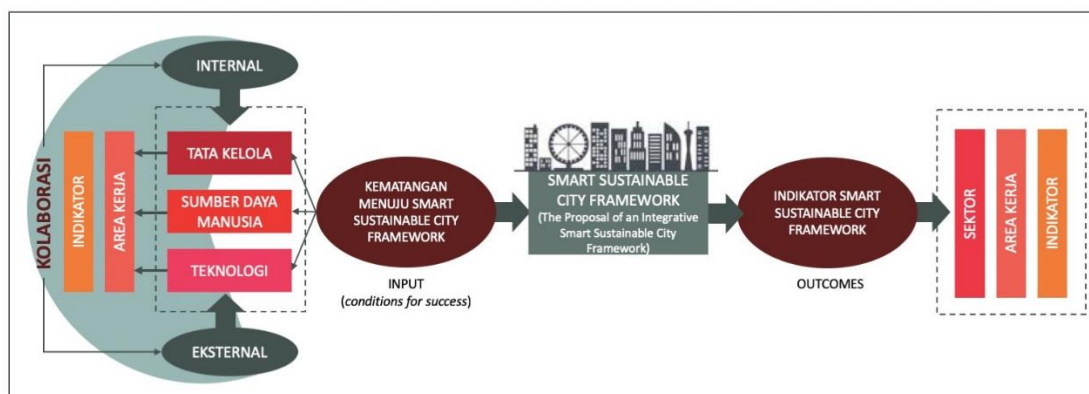 KOLABORASI
INTERNAL
INDIKATOR
AREA KERJA
TATA KELOLA
SUMBER DAYA
MANUSIA
TEKNOLOGI
EKSTERNAL
KEMATANGAN
MENUJU SMART
SUSTAINABLE CITY
FRAMEWORK
INPUT
(conditions for success)
SMART SUSTAINABLE
CITY FRAMEWORK
(The Proposal of an Integrative
Smart Sustainable City
Framework)
INDIKATOR SMART
SUSTAINABLE CITY
FRAMEWORK
OUTCOMES
SEKTOR
AREA KERJA
INDIKATOR